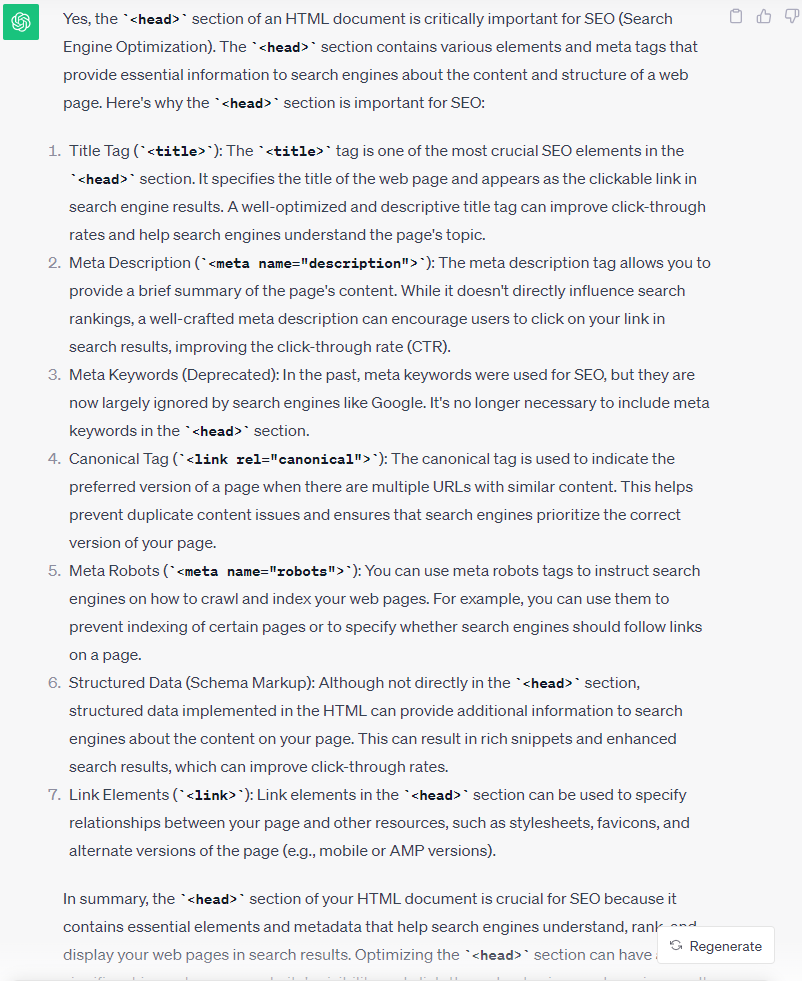 Yes, the `<head>` section of an HTML document is critically important for SEO (Search
Engine Optimization). The `<head>` section contains various elements and meta tags that
provide essential information to search engines about the content and structure of a web
page. Here's why the `<head>` section is important for SEO:
1. Title Tag (`<title>`): The `<title>` tag is one of the most crucial SEO elements in the
`<head>` section. It specifies the title of the web page and appears as the clickable link in
search engine results. A well-optimized and descriptive title tag can improve click-through
rates and help search engines understand the page's topic.
2. Meta Description (`<meta name="description">`): The meta description tag allows you to
provide a brief summary of the page's content. While it doesn't directly influence search
rankings, a well-crafted meta description can encourage users to click on your link in
search results, improving the click-through rate (CTR).
3. Meta Keywords (Deprecated): In the past, meta keywords were used for SEO, but they are
now largely ignored by search engines like Google. It's no longer necessary to include meta
keywords in the `<head>` section.
4. Canonical Tag (`<link rel="canonical">`): The canonical tag is used to indicate the
preferred version of a page when there are multiple URLs with similar content. This helps
prevent duplicate content issues and ensures that search engines prioritize the correct
version of your page.
5. Meta Robots (`<meta name="robots">`): You can use meta robots tags to instruct search
engines on how to crawl and index your web pages. For example, you can use them to
prevent indexing of certain pages or to specify whether search engines should follow links
on a page.
6. Structured Data (Schema Markup): Although not directly in the `<head>` section,
structured data implemented in the HTML can provide additional information to search
engines about the content on your page. This can result in rich snippets and enhanced
search results, which can improve click-through rates.
7. Link Elements (`<link>`): Link elements in the `<head>` section can be used to specify
relationships between your page and other resources, such as stylesheets, favicons, and
alternate versions of the page (e.g., mobile or AMP versions).
In summary, the `<head>` section of your HTML document is crucial for SEO because it
contains essential elements and metadata that help search engines understand, rank, and
display your web pages in search results. Optimizing the `<head>` section can have a
Regenerate